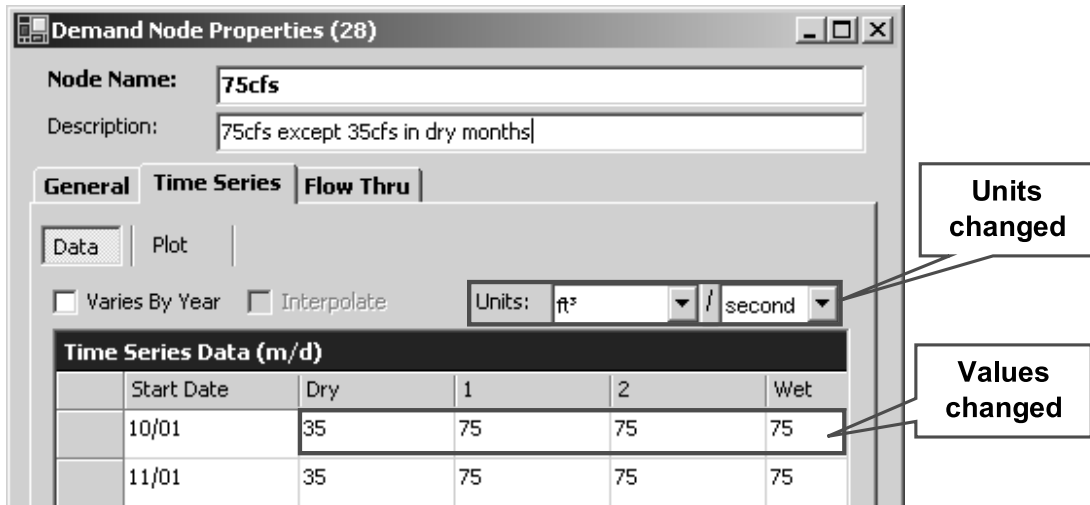 Demand Node Properties (28)
Node Name: 75cfs
Description: 75cfs except 35cfs in dry months
General Time Series Flow Thru
Units
changed
Data Plot
Varies By Year Interpolate Units: ft³ / second
Time Series Data (m/d)
Start Date Dry 1 2 Wet
Values
changed
10/01 35 75 75 75
11/01 35 75 75 75